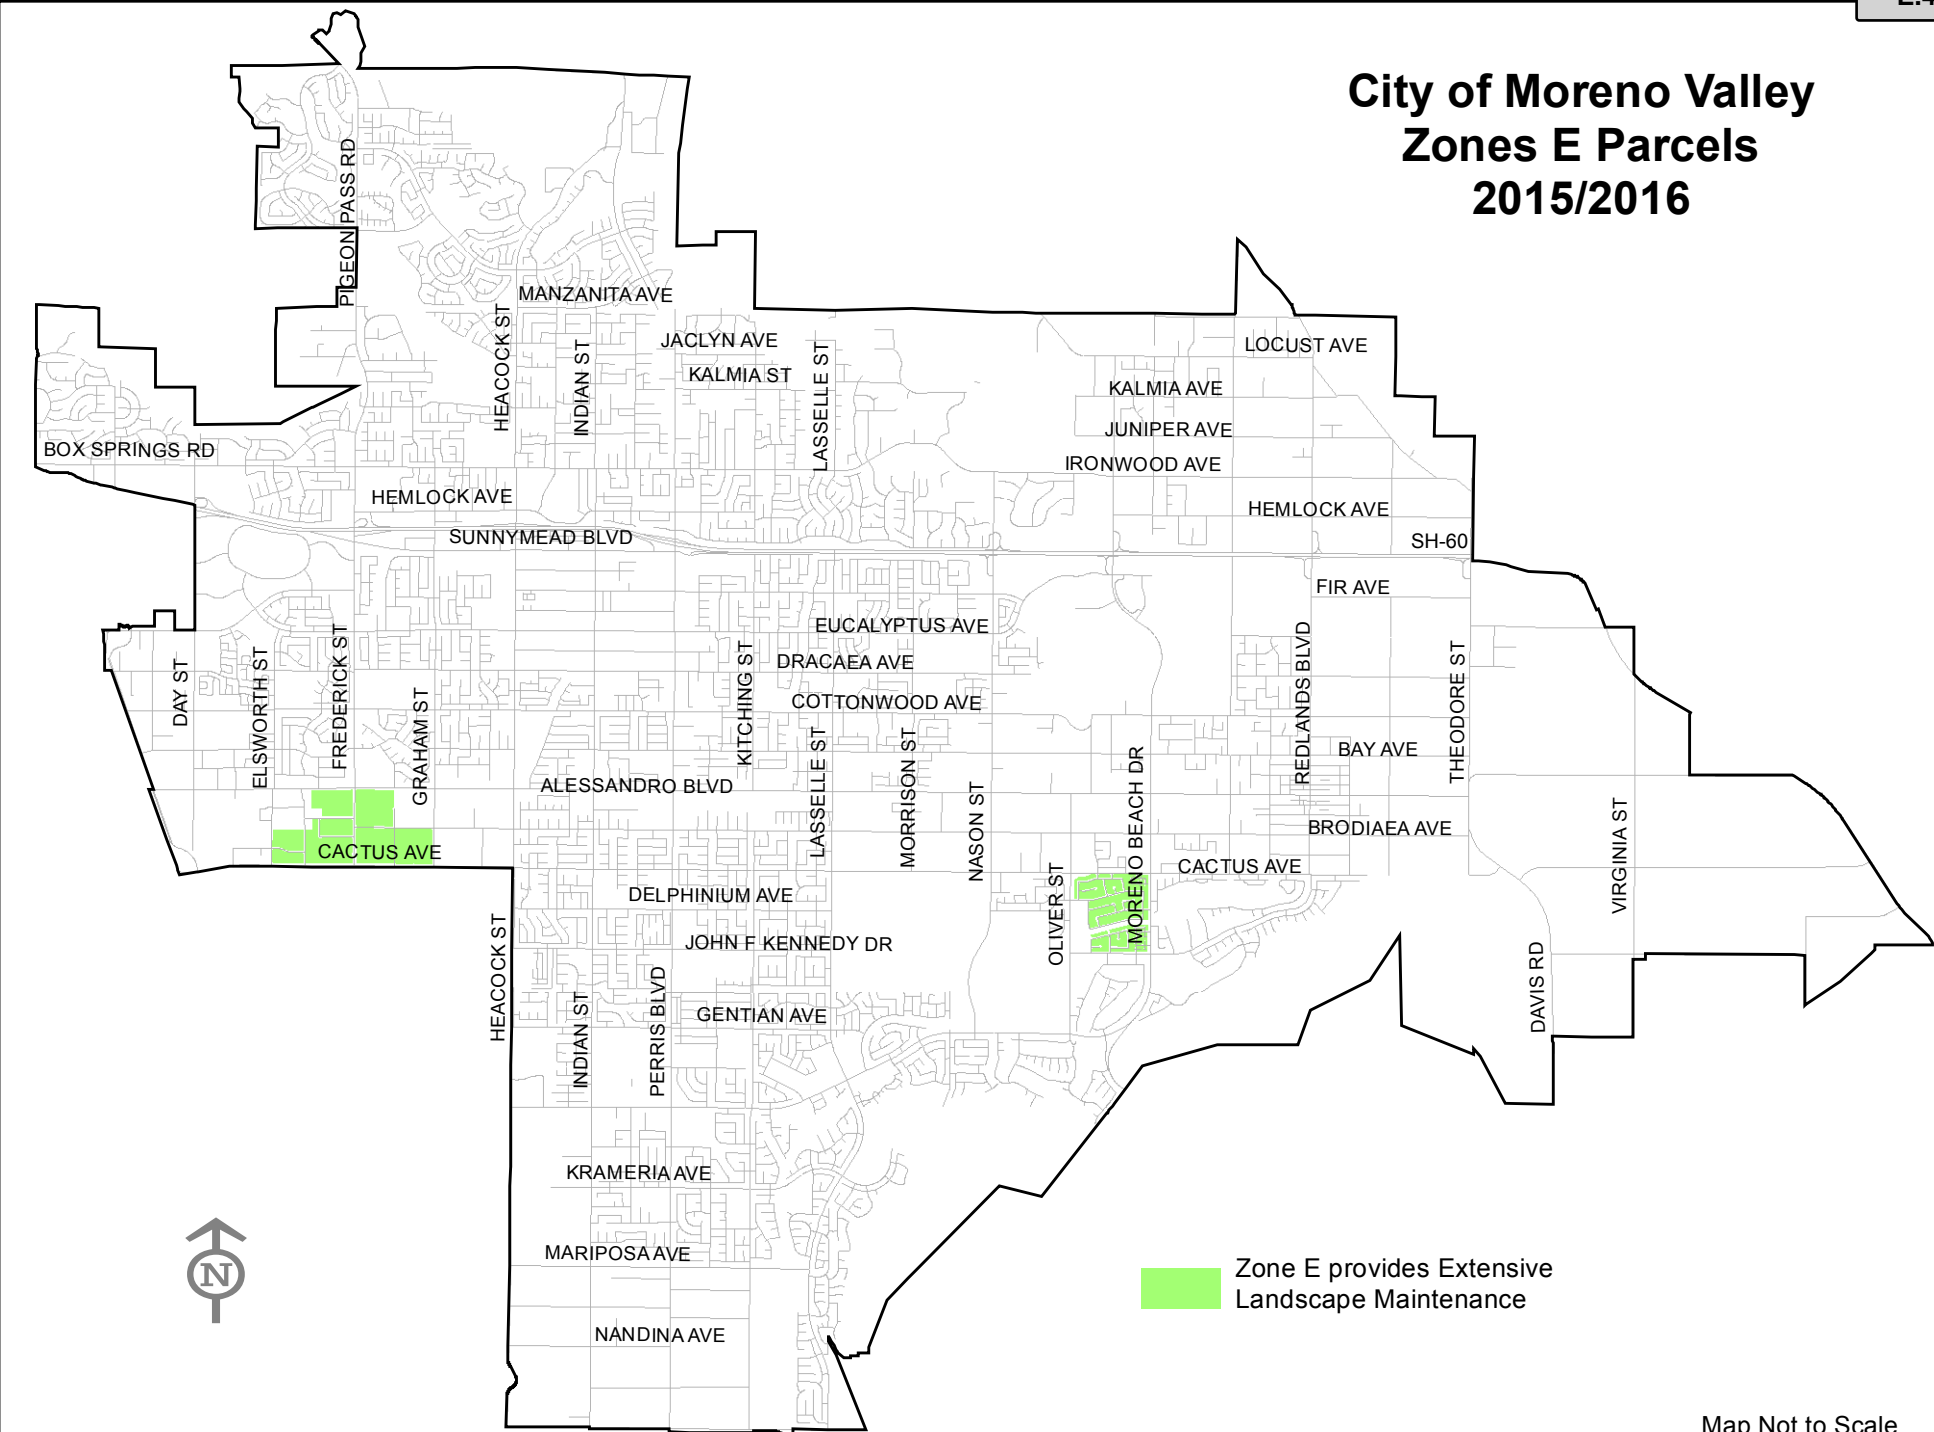 City of Moreno Valley
Zones E Parcels
2015/2016
PIGEON PASS RD
MANZANITA AVE
HEACOCK ST
INDIAN ST
JACLYN AVE
KALMIA ST
LASSELLE ST
LOCUST AVE
KALMIA AVE
JUNIPER AVE
IRONWOOD AVE
BOX SPRINGS RD
HEMLOCK AVE
HEMLOCK AVE
SUNNYMEAD BLVD
SH-60
FIR AVE
EUCALYPTUS AVE
DRACAEA AVE
COTTONWOOD AVE
DAY ST
ELSWORTH ST
FREDERICK ST
GRAHAM ST
KITCHING ST
LASSELLE ST
MORRISON ST
NASON ST
MORENO BEACH DR
REDLANDS BLVD
THEODORE ST
BAY AVE
ALESSANDRO BLVD
BRODIAEA AVE
VIRGINIA ST
CACTUS AVE
CACTUS AVE
OLIVER ST
DELPHINIUM AVE
JOHN F KENNEDY DR
HEACOCK ST
INDIAN ST
PERRIS BLVD
GENTIAN AVE
DAVIS RD
KRAMERIA AVE
MARIPOSA AVE
NANDINA AVE
N
Zone E provides Extensive
Landscape Maintenance
Map Not to Scale